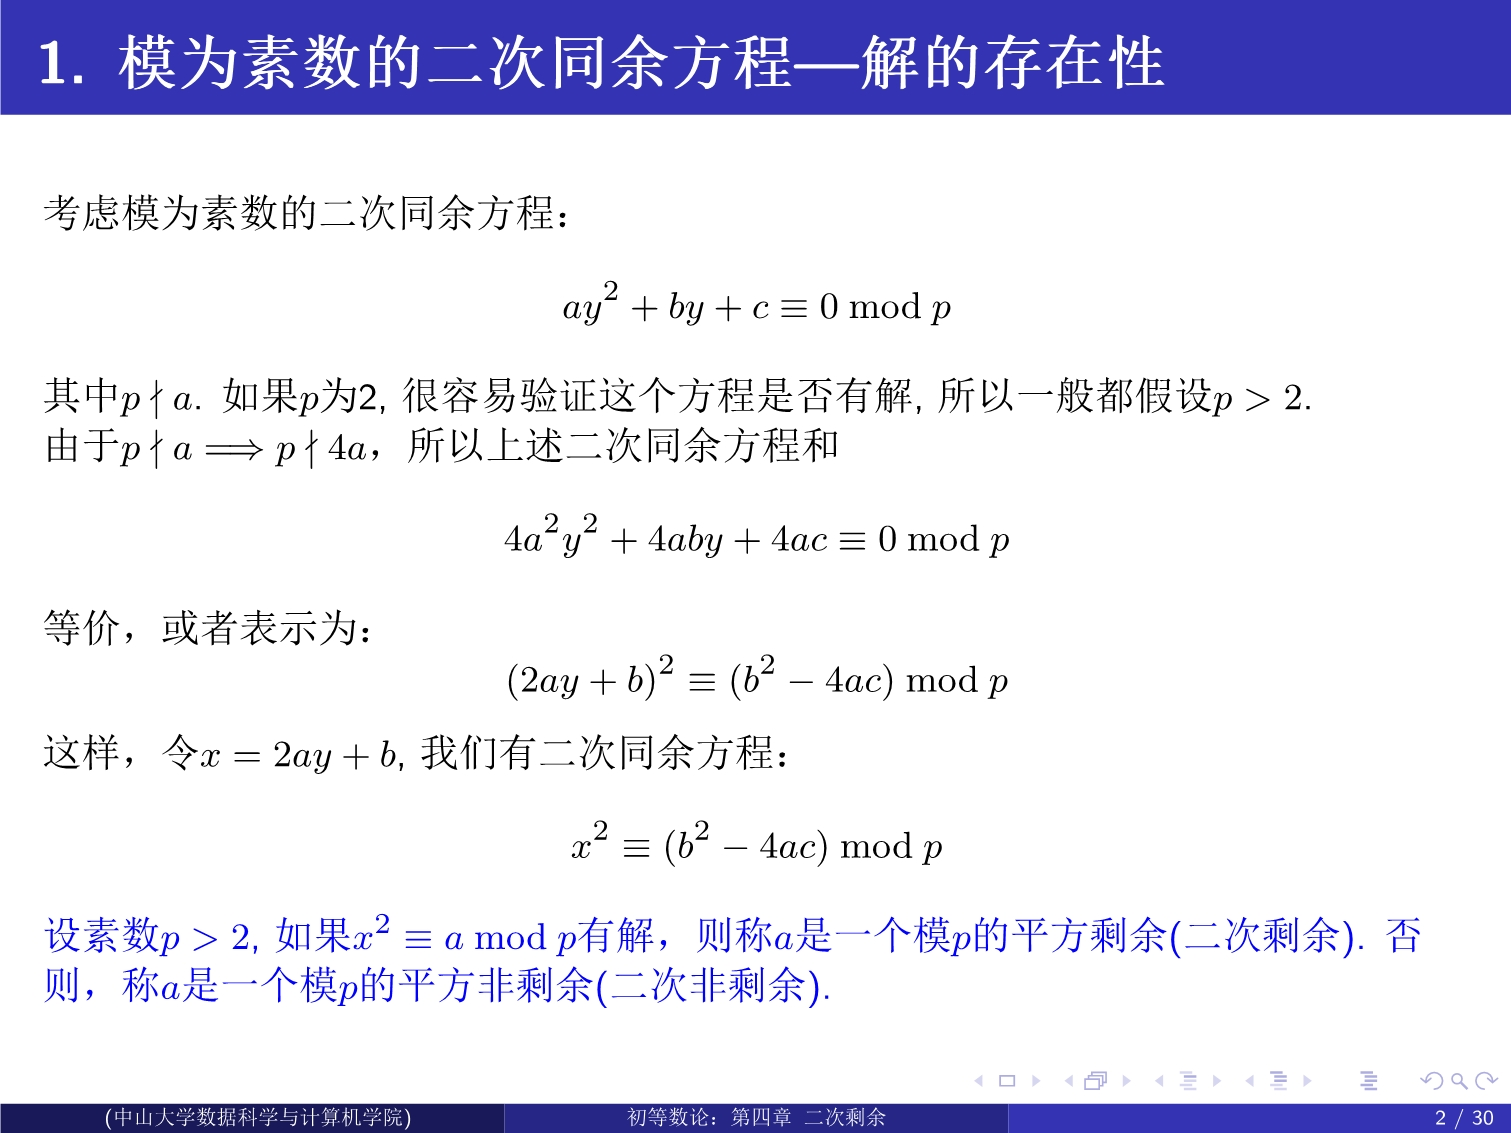 1. 模为素数的二次同余方程—解的存在性
考虑模为素数的二次同余方程：
ay² + by + c ≡ 0 mod p
其中p ∤ a. 如果p为2, 很容易验证这个方程是否有解, 所以一般都假设p > 2.
由于p ∤ a ⟹ p ∤ 4a，所以上述二次同余方程和
4a²y² + 4aby + 4ac ≡ 0 mod p
等价，或者表示为：
(2ay + b)² ≡ (b² − 4ac) mod p
这样，令x = 2ay + b, 我们有二次同余方程：
x² ≡ (b² − 4ac) mod p
设素数p > 2, 如果x² ≡ a mod p有解，则称a是一个模p的平方剩余(二次剩余). 否
则，称a是一个模p的平方非剩余(二次非剩余).
(中山大学数据科学与计算机学院) 初等数论：第四章 二次剩余 2 / 30